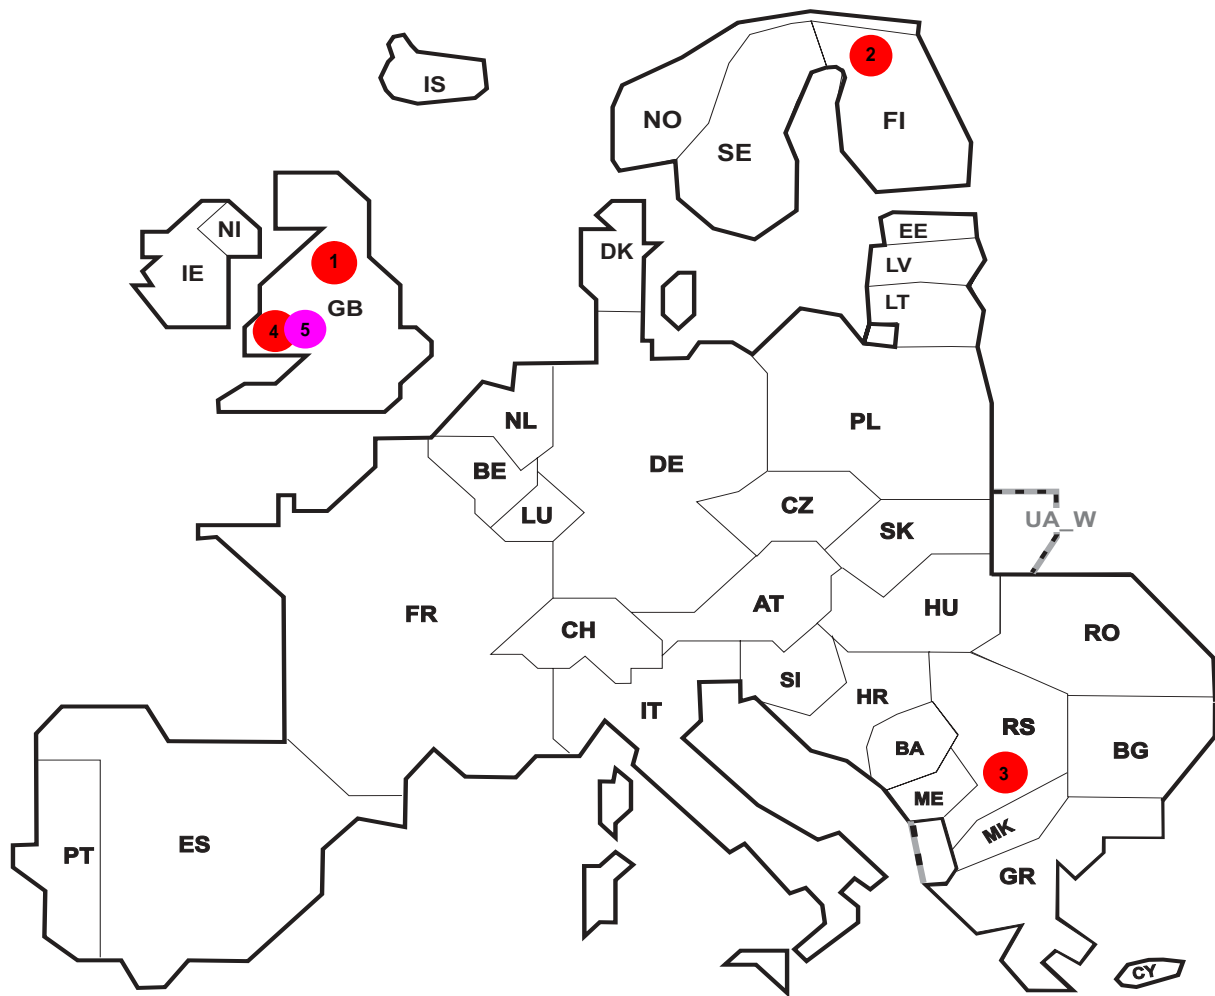 2
IS
NO
FI
SE
NI
EE
DK
1
LV
IE
LT
GB
4
5
NL
PL
DE
BE
CZ
LU
UA_W
SK
AT
HU
FR
CH
RO
SI
HR
IT
RS
BA
BG
3
ME
MK
ES
PT
GR
CY